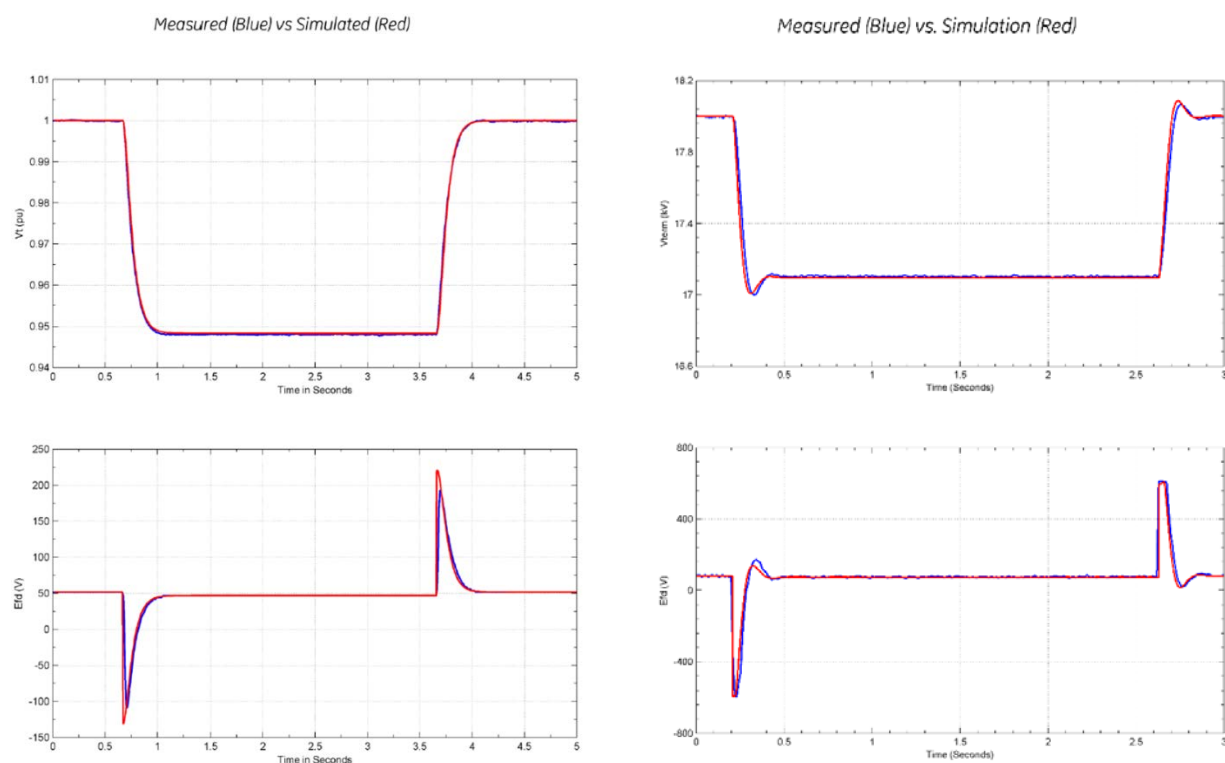 Measured (Blue) vs Simulated (Red)
Measured (Blue) vs. Simulation (Red)
1.01
1
0.99
0.98
0.97
0.96
0.95
0.94
Vt (pu)
0 0.5 1 1.5 2 2.5 3 3.5 4 4.5 5
Time in Seconds
18.2
17.8
17.4
17
16.6
Vterm (kV)
0 0.5 1 1.5 2 2.5 3
Time (Seconds)
250
200
150
100
50
0
-50
-100
-150
Efd (V)
0 0.5 1 1.5 2 2.5 3 3.5 4 4.5 5
Time in Seconds
800
400
0
-400
-800
Efd (V)
0 0.5 1 1.5 2 2.5 3
Time (Seconds)